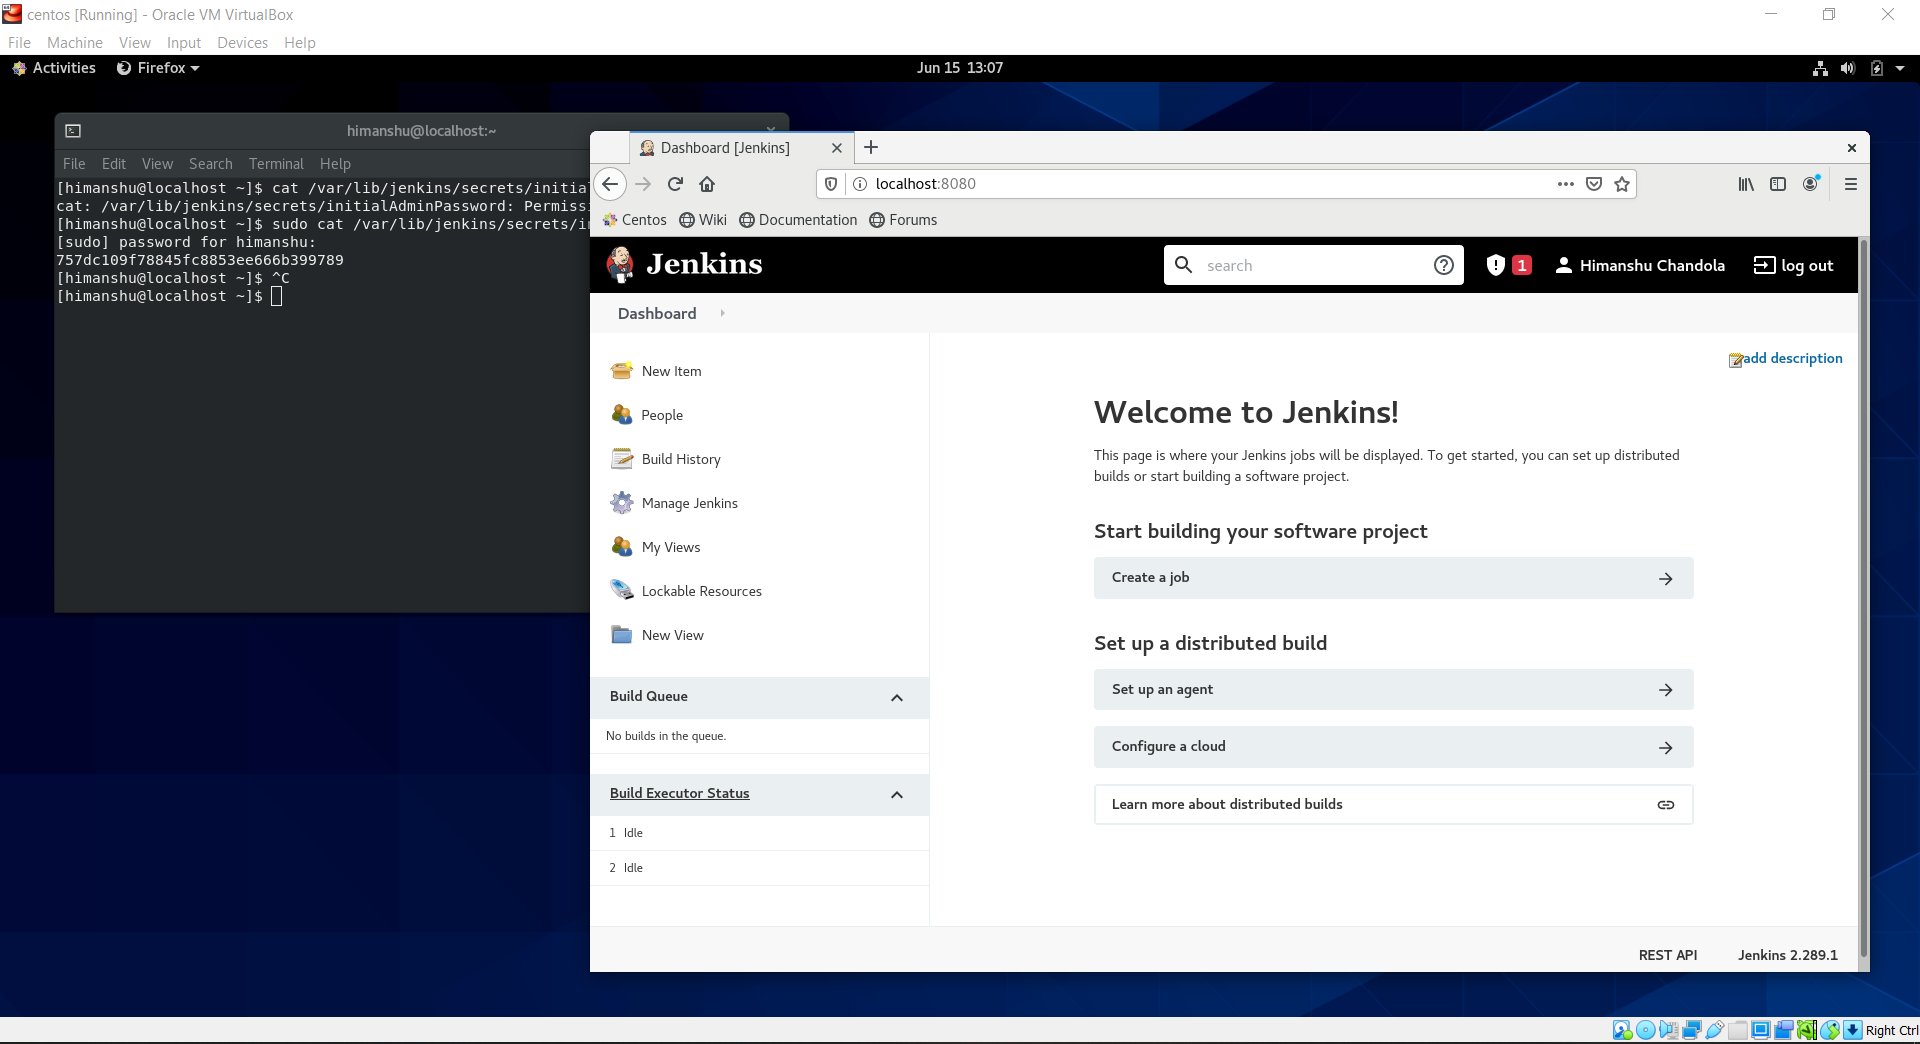 centos [Running] - Oracle VM VirtualBox
File Machine View Input Devices Help
Activities Firefox Jun 15 13:07
himanshu@localhost:~
File Edit View Search Terminal Help
[himanshu@localhost ~]$ cat /var/lib/jenkins/secrets/initia
cat: /var/lib/jenkins/secrets/initialAdminPassword: Permiss
[himanshu@localhost ~]$ sudo cat /var/lib/jenkins/secrets/i
[sudo] password for himanshu:
757dc109f78845fc8853ee666b399789
[himanshu@localhost ~]$ ^C
[himanshu@localhost ~]$
Dashboard [Jenkins]
localhost:8080
Centos Wiki Documentation Forums
Jenkins
search
1
Himanshu Chandola
log out
Dashboard
New Item
People
Build History
Manage Jenkins
My Views
Lockable Resources
New View
Build Queue
No builds in the queue.
Build Executor Status
1 Idle
2 Idle
add description
Welcome to Jenkins!
This page is where your Jenkins jobs will be displayed. To get started, you can set up distributed
builds or start building a software project.
Start building your software project
Create a job
Set up a distributed build
Set up an agent
Configure a cloud
Learn more about distributed builds
REST API Jenkins 2.289.1
Right Ctrl